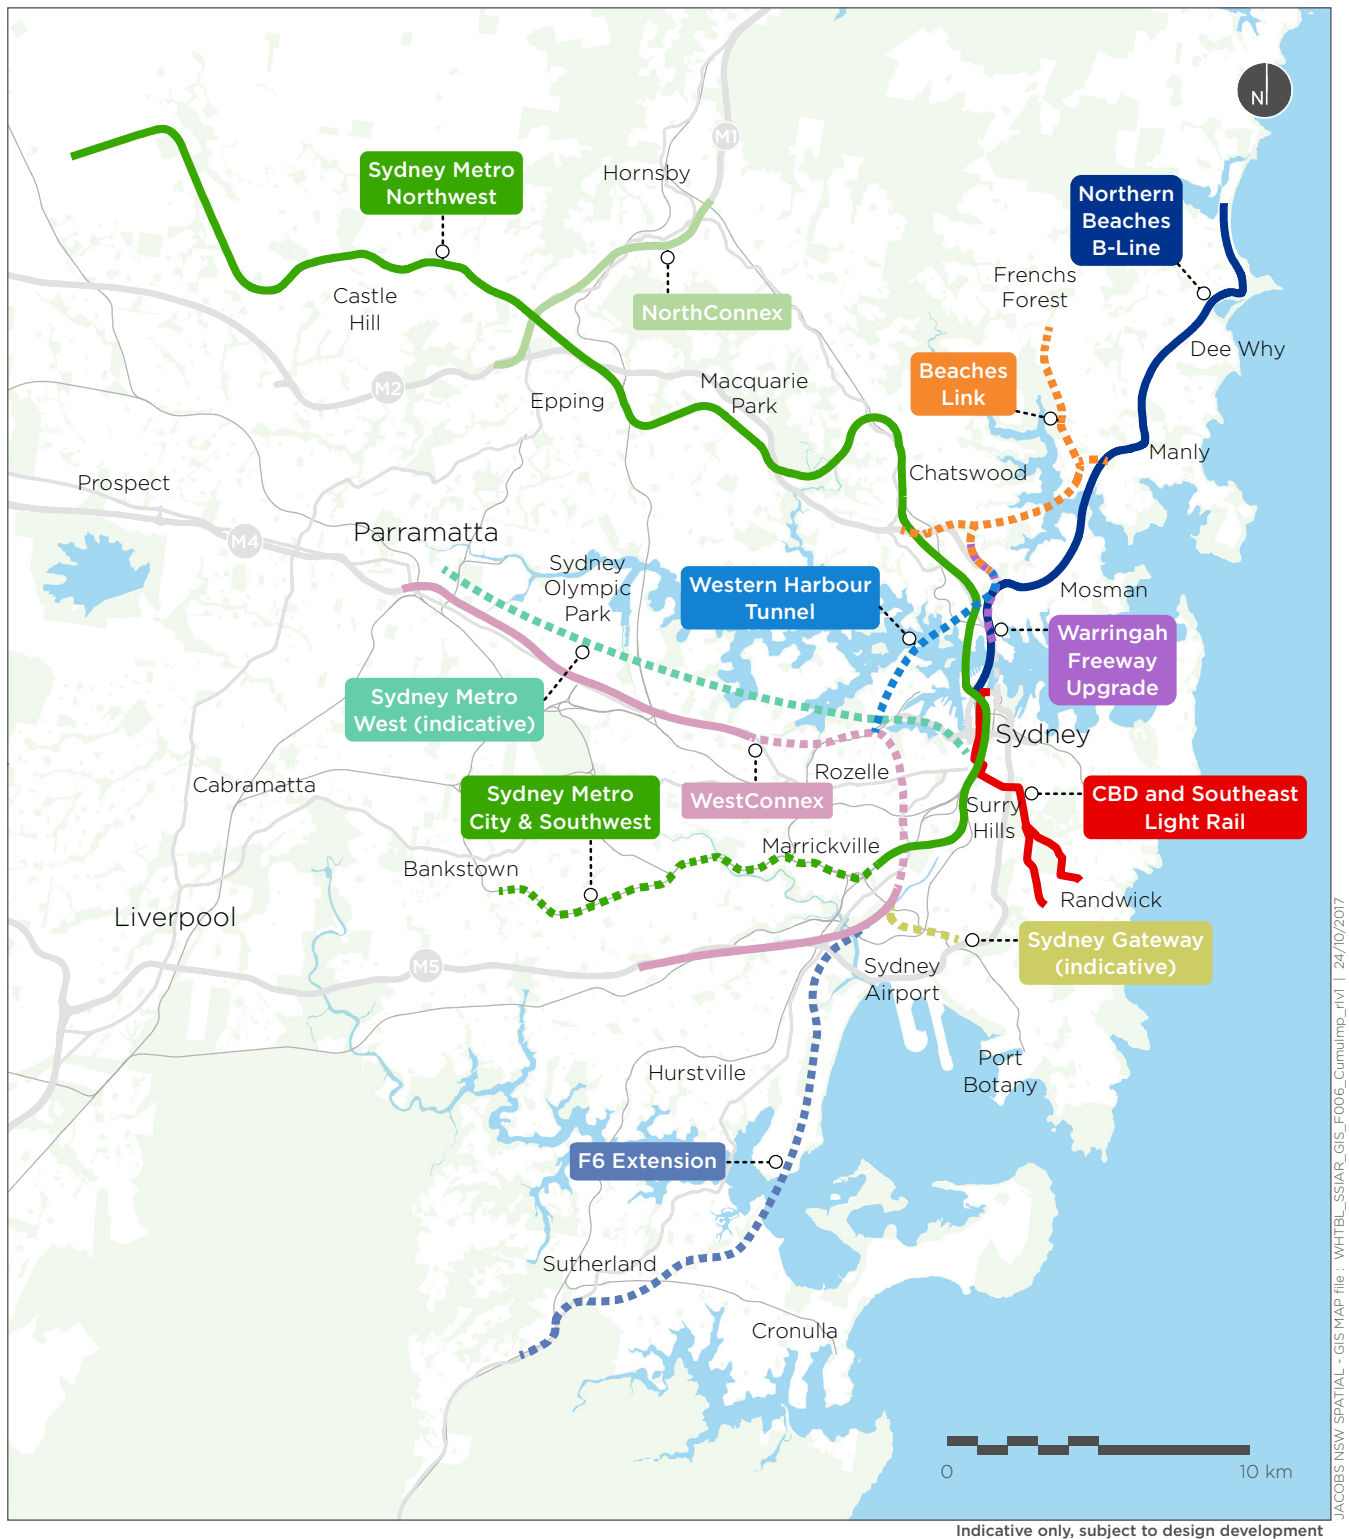 N
M1
Hornsby
Sydney Metro
Northwest
Northern
Beaches
B-Line
Frenchs
Forest
Castle
Hill
NorthConnex
Dee Why
Beaches
Link
M2
Macquarie
Park
Epping
Manly
Chatswood
Prospect
Parramatta
M4
Sydney
Olympic
Park
Western Harbour
Tunnel
Mosman
Warringah
Freeway
Upgrade
Sydney Metro
West (indicative)
Sydney
Rozelle
Cabramatta
Sydney Metro
City & Southwest
WestConnex
Surry
Hills
CBD and Southeast
Light Rail
Marrickville
Bankstown
Randwick
Liverpool
Sydney Gateway
(indicative)
M5
Sydney
Airport
Port
Botany
Hurstville
F6 Extension
Sutherland
Cronulla
0
10 km
JACOBS NSW SPATIAL - GIS MAP file : WHTBL_SSIAR_GIS_F006_CumulImp_r1v1 | 24/10/2017
Indicative only, subject to design development